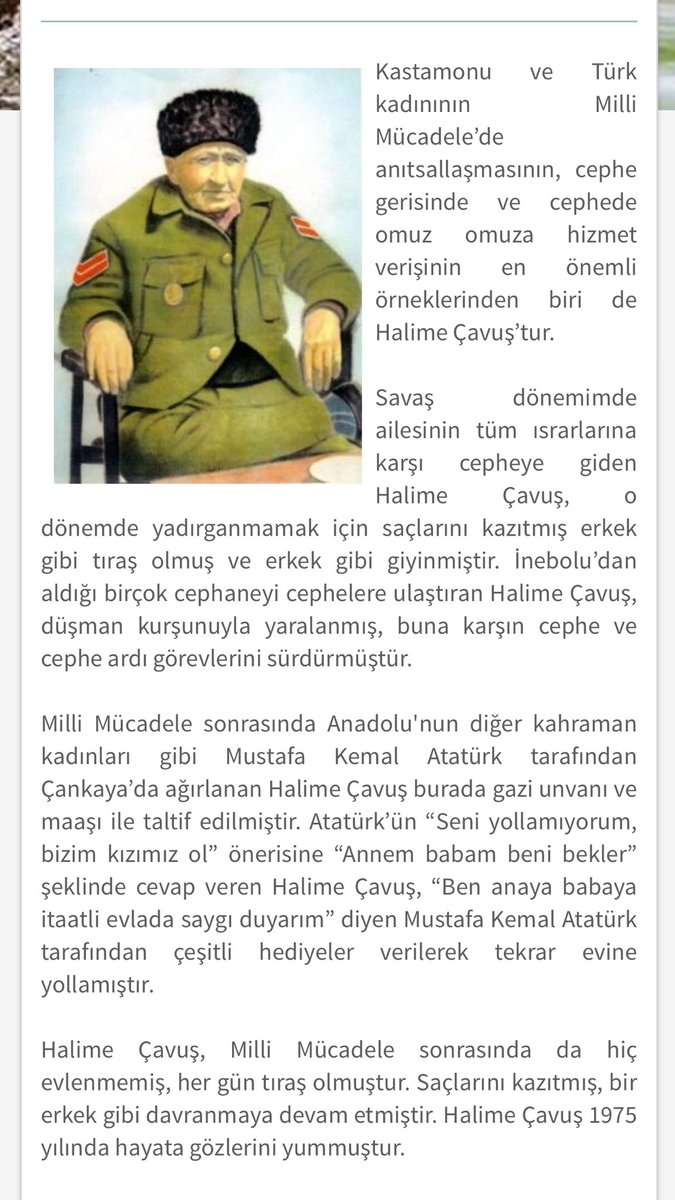 Kastamonu ve Türk
kadınının Milli
Mücadele’de
anıtsallaşmasının, cephe
gerisinde ve cephede
omuz omuza hizmet
verişinin en önemli
örneklerinden biri de
Halime Çavuş’tur.
Savaş dönemimde
ailesinin tüm ısrarlarına
karşı cepheye giden
Halime Çavuş, o
dönemde yadırganmamak için saçlarını kazıtmış erkek
gibi tıraş olmuş ve erkek gibi giyinmiştir. İnebolu’dan
aldığı birçok cephaneyi cephelere ulaştıran Halime Çavuş,
düşman kurşunuyla yaralanmış, buna karşın cephe ve
cephe ardı görevlerini sürdürmüştür.
Milli Mücadele sonrasında Anadolu'nun diğer kahraman
kadınları gibi Mustafa Kemal Atatürk tarafından
Çankaya’da ağırlanan Halime Çavuş burada gazi unvanı ve
maaşı ile taltif edilmiştir. Atatürk’ün “Seni yollamıyorum,
bizim kızımız ol” önerisine “Annem babam beni bekler”
şeklinde cevap veren Halime Çavuş, “Ben anaya babaya
itaatli evlada saygı duyarım” diyen Mustafa Kemal Atatürk
tarafından çeşitli hediyeler verilerek tekrar evine
yollamıştır.
Halime Çavuş, Milli Mücadele sonrasında da hiç
evlenmemiş, her gün tıraş olmuştur. Saçlarını kazıtmış, bir
erkek gibi davranmaya devam etmiştir. Halime Çavuş 1975
yılında hayata gözlerini yummuştur.